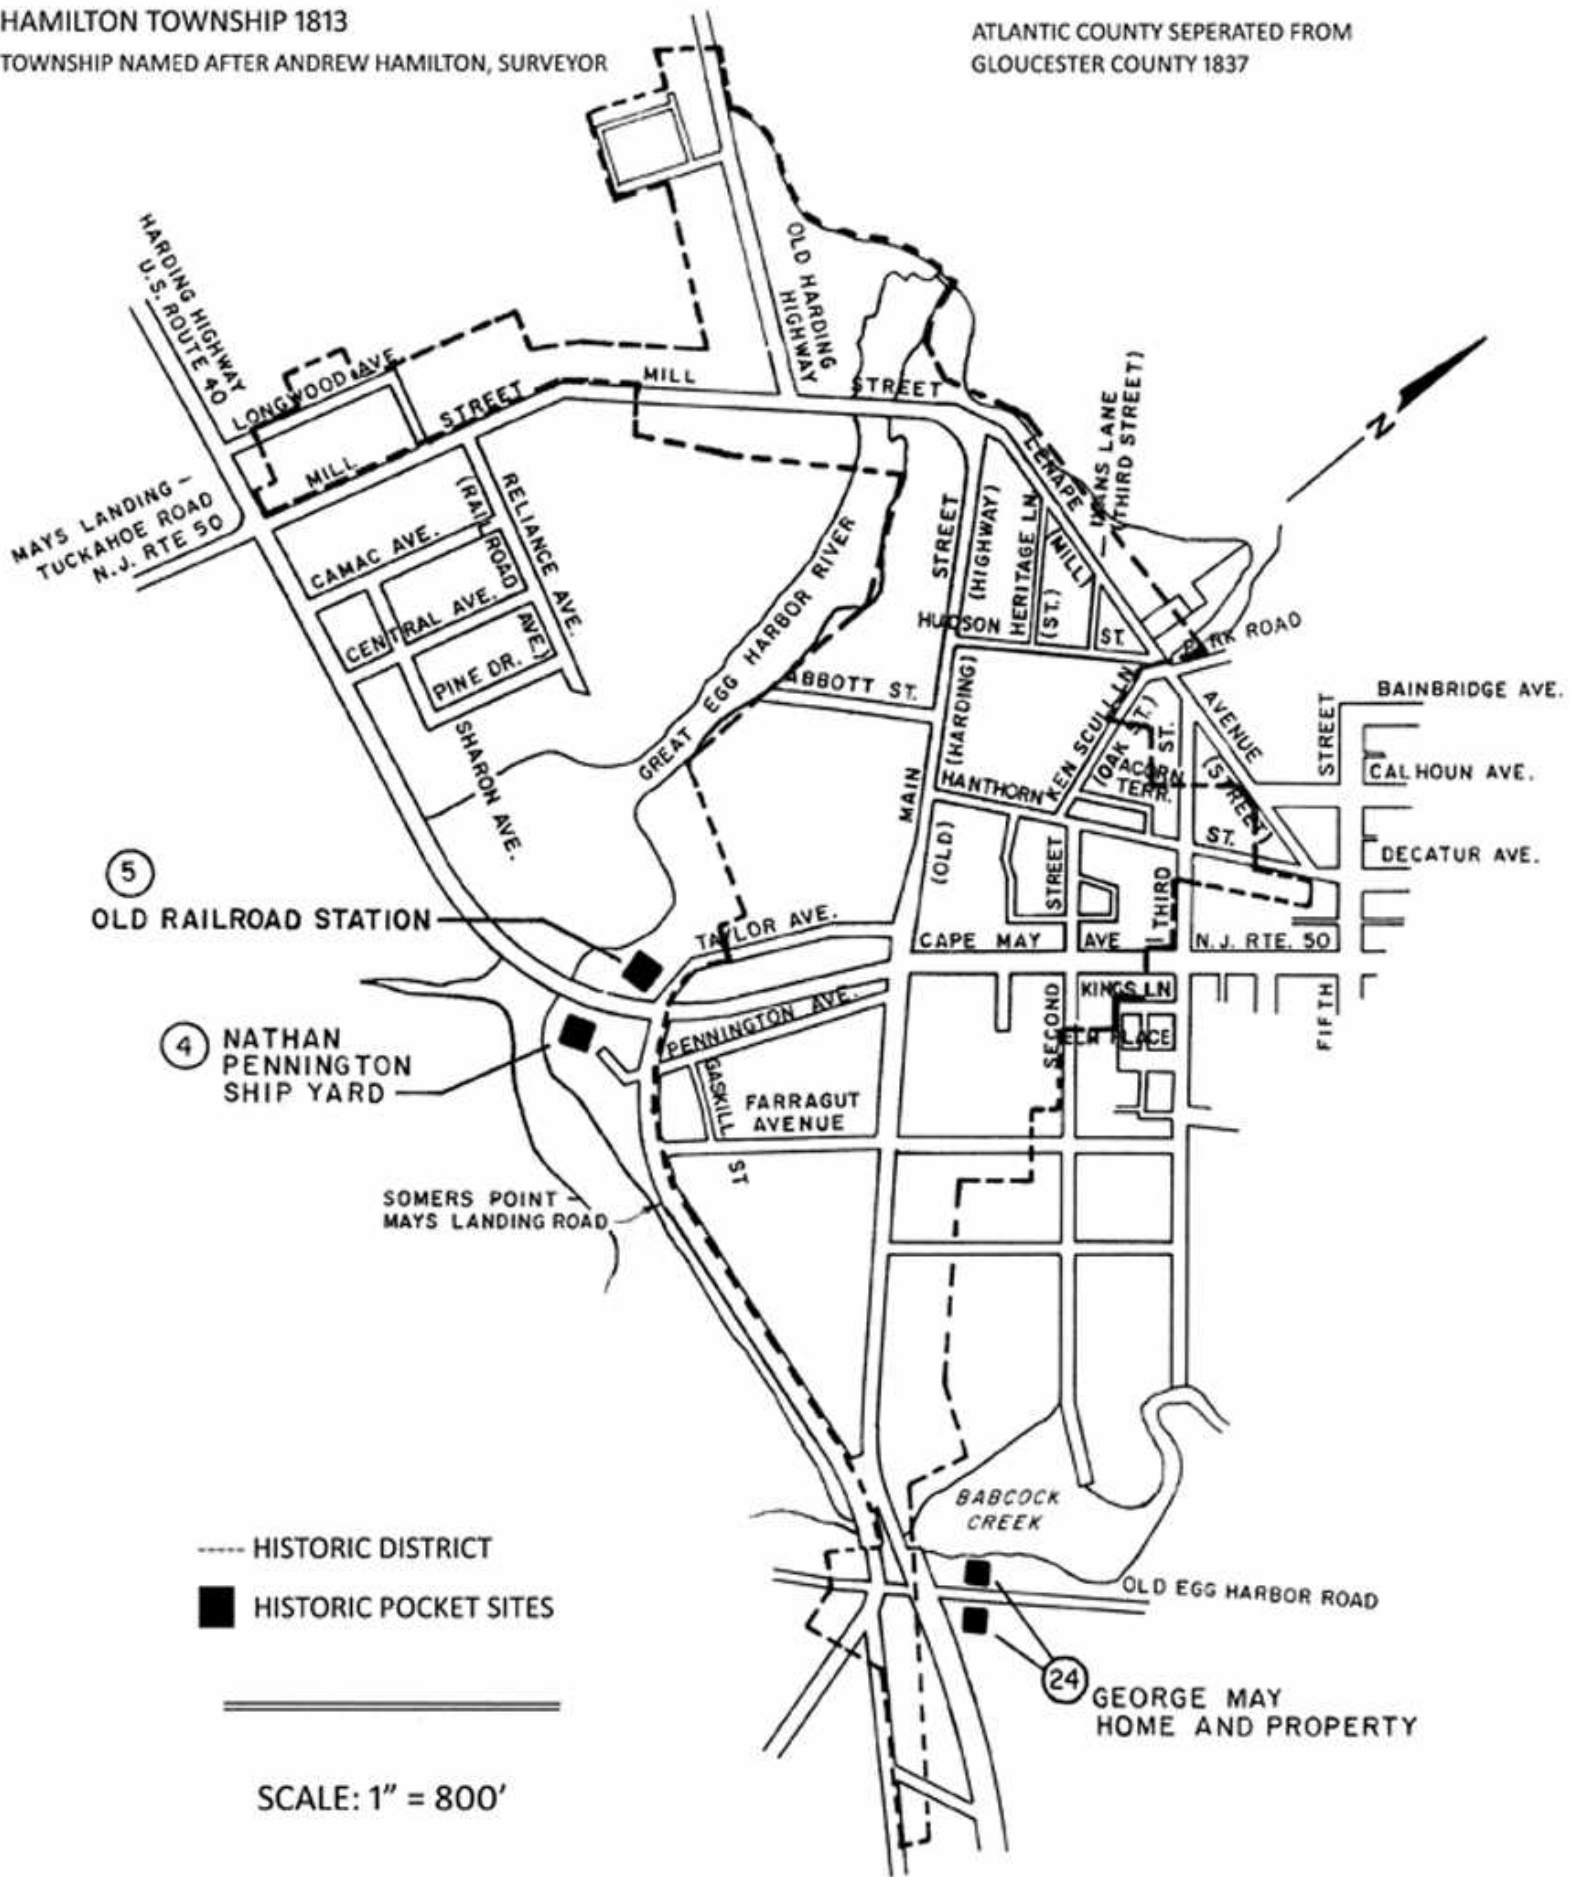 HAMILTON TOWNSHIP 1813
TOWNSHIP NAMED AFTER ANDREW HAMILTON, SURVEYOR
ATLANTIC COUNTY SEPERATED FROM
GLOUCESTER COUNTY 1837
HARDING HIGHWAY
U.S. ROUTE 40
OLD HARDING
HIGHWAY
LONGWOOD AVE
MILL STREET
MILL STREET
MAYS LANDING –
TUCKAHOE ROAD
N.J. RTE 50
CAMAC AVE.
CENTRAL AVE.
PINE DR.
(RAILROAD AVE.)
RELIANCE AVE.
SHARON AVE.
GREAT EGG HARBOR RIVER
LENAPE AVENUE
(MILL) (STREET)
LANE
(THIRD STREET)
N
HERITAGE LN
(ST.)
MAIN STREET
(OLD) (HARDING) (HIGHWAY)
HUDSON ST.
ROAD
ABBOTT ST.
KEN SCULL LN
(OAK ST.)
ACORN
TERR.
HANTHORN ST.
THIRD ST.
SECOND STREET
FIFTH STREET
BAINBRIDGE AVE.
CALHOUN AVE.
DECATUR AVE.
5
OLD RAILROAD STATION
TAYLOR AVE.
CAPE MAY AVE
N.J. RTE. 50
KINGS LN
PLACE
4
NATHAN
PENNINGTON
SHIP YARD
PENNINGTON AVE.
GASKILL ST
FARRAGUT
AVENUE
SOMERS POINT –
MAYS LANDING ROAD
BABCOCK
CREEK
OLD EGG HARBOR ROAD
24
GEORGE MAY
HOME AND PROPERTY
HISTORIC DISTRICT
HISTORIC POCKET SITES
SCALE: 1" = 800'